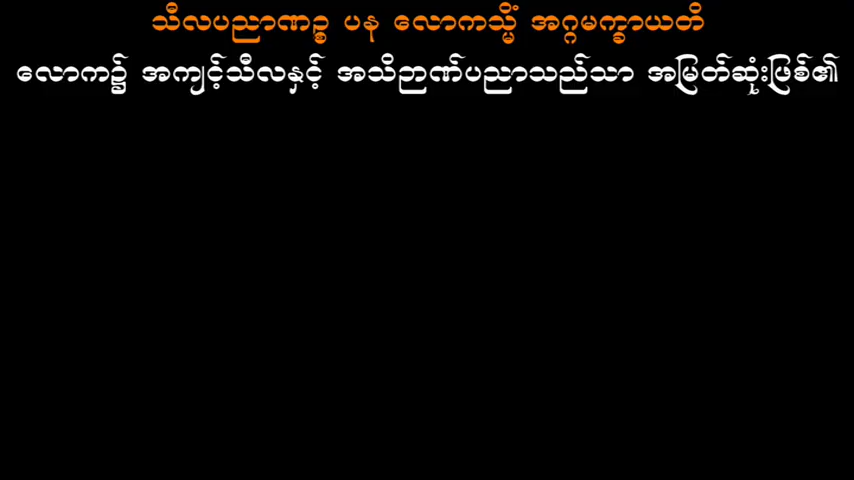 သီလပညာဏဉ္စ ပန လောကသ္မိံ အဂ္ဂမက္ခာယတိ
လောက၌ အကျင့်သီလနှင့် အသိဉာဏ်ပညာသည်သာ အမြတ်ဆုံးဖြစ်၏